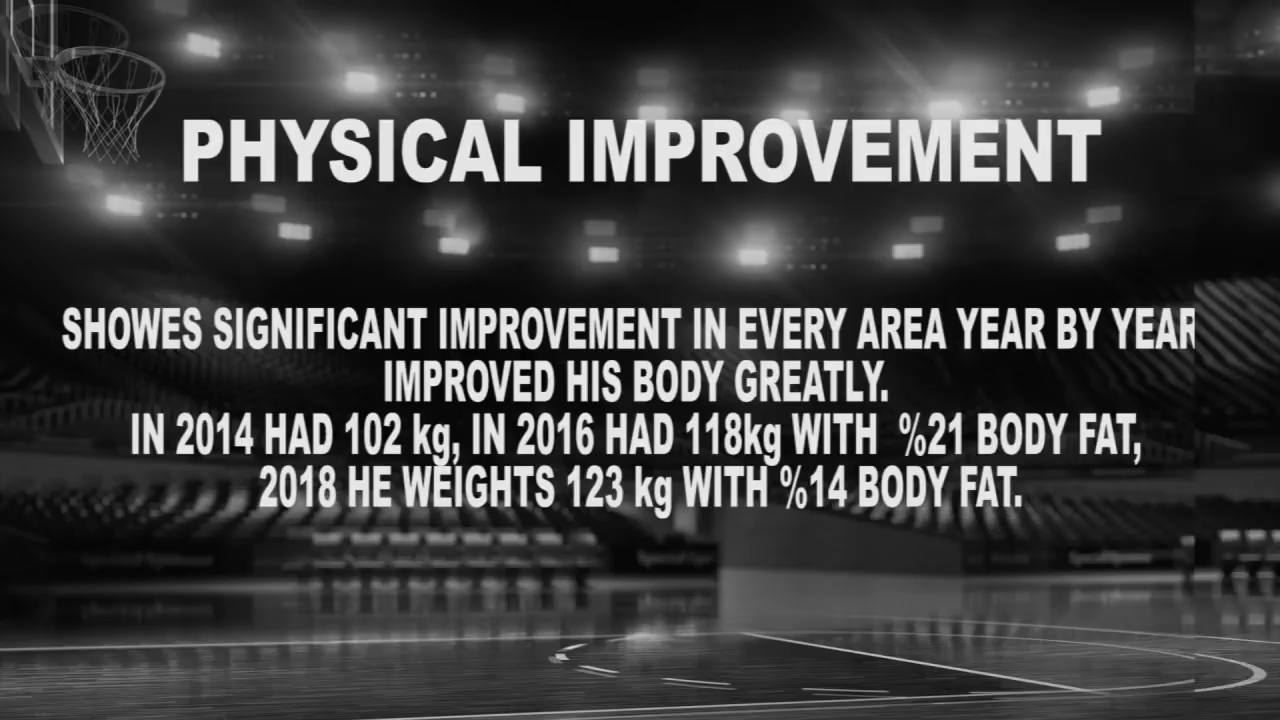 PHYSICAL IMPROVEMENT
SHOWES SIGNIFICANT IMPROVEMENT IN EVERY AREA YEAR BY YEAR
IMPROVED HIS BODY GREATLY.
IN 2014 HAD 102 kg, IN 2016 HAD 118kg WITH %21 BODY FAT,
2018 HE WEIGHTS 123 kg WITH %14 BODY FAT.